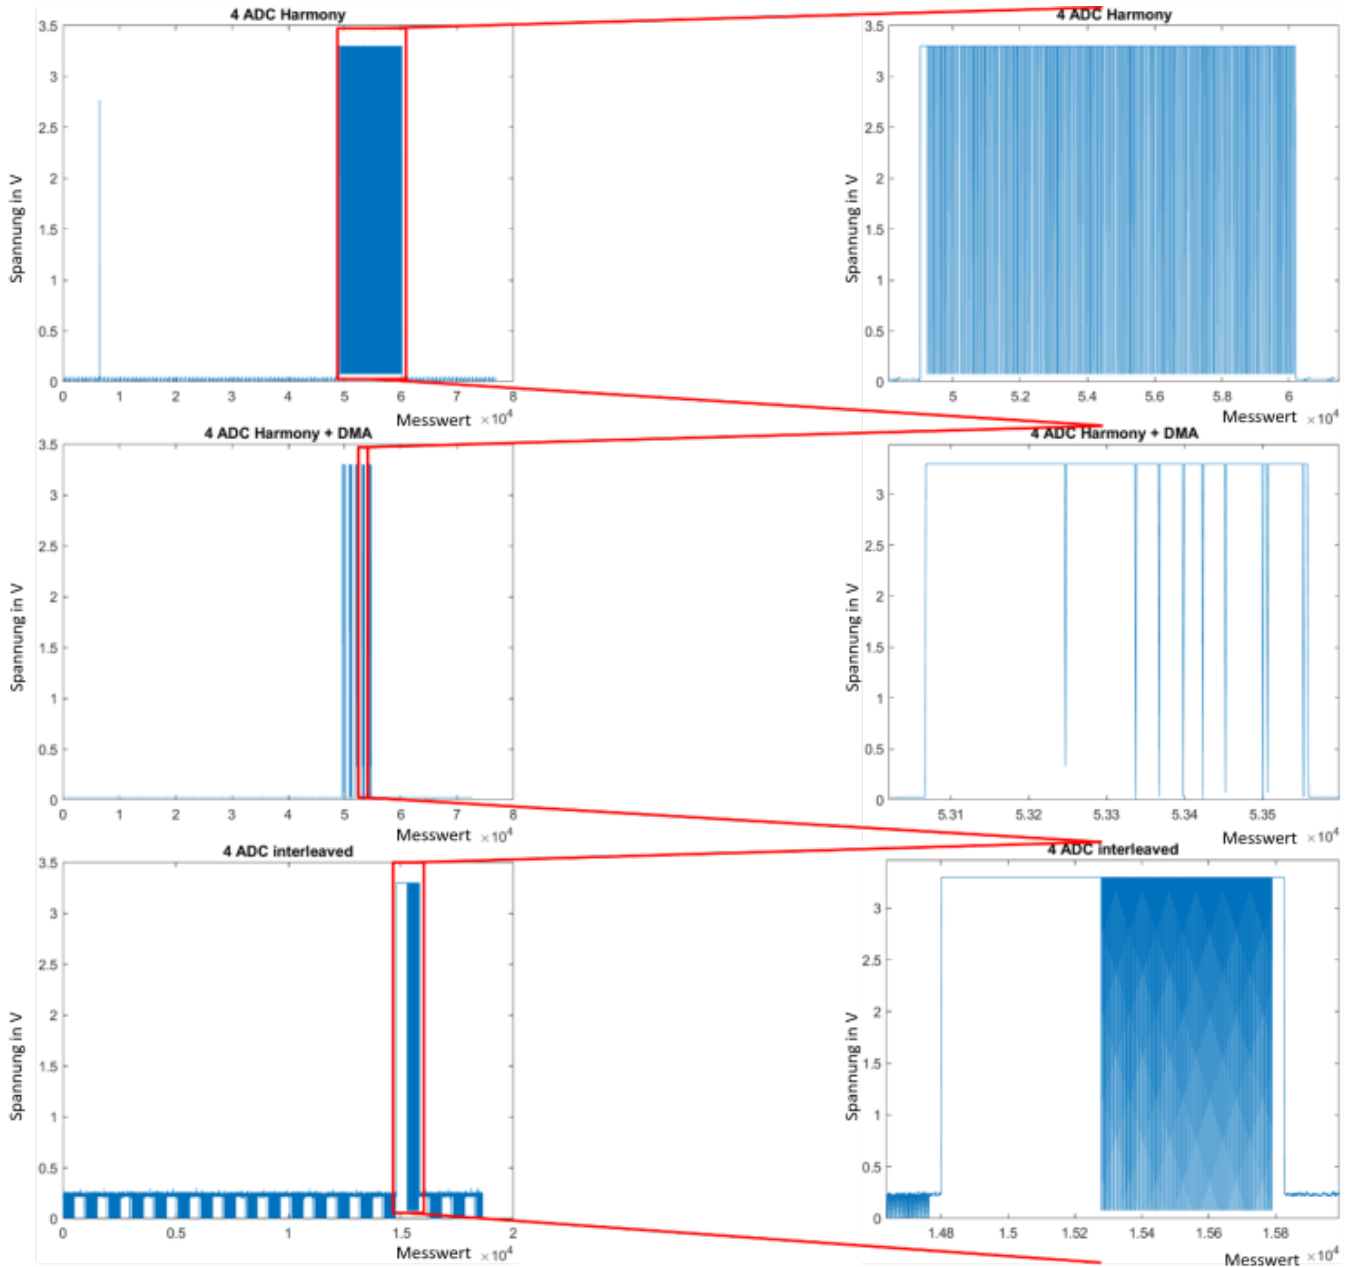 4 ADC Harmony
3.5
3
2.5
2
1.5
1
0.5
0
Spannung in V
0 1 2 3 4 5 6 7 8
Messwert ×10⁴
4 ADC Harmony
3.5
3
2.5
2
1.5
1
0.5
0
Spannung in V
5 5.2 5.4 5.6 5.8 6
Messwert ×10⁴
4 ADC Harmony + DMA
3.5
3
2.5
2
1.5
1
0.5
0
Spannung in V
0 1 2 3 4 5 6 7 8
Messwert ×10⁴
4 ADC Harmony + DMA
3
2.5
2
1.5
1
0.5
0
Spannung in V
5.31 5.32 5.33 5.34 5.35
Messwert ×10⁴
4 ADC interleaved
3.5
3
2.5
2
1.5
1
0.5
0
Spannung in V
0 0.5 1 1.5 2
Messwert ×10⁴
4 ADC interleaved
3
2.5
2
1.5
1
0.5
0
Spannung in V
1.48 1.5 1.52 1.54 1.56 1.58
Messwert ×10⁴